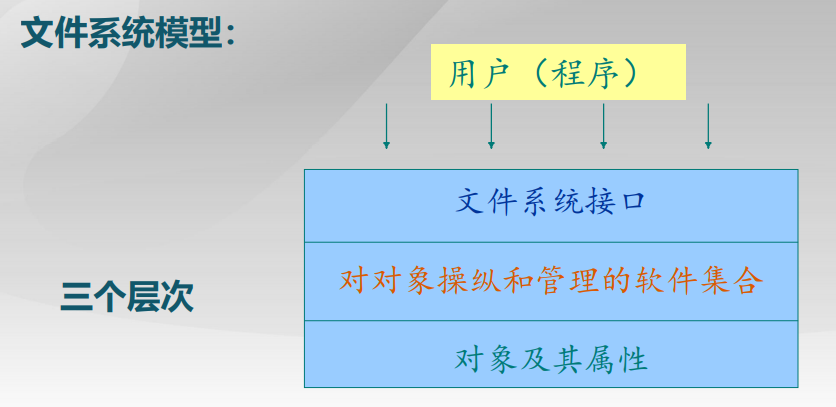 文件系统模型：
用户（程序）
文件系统接口
对对象操纵和管理的软件集合
三个层次
对象及其属性